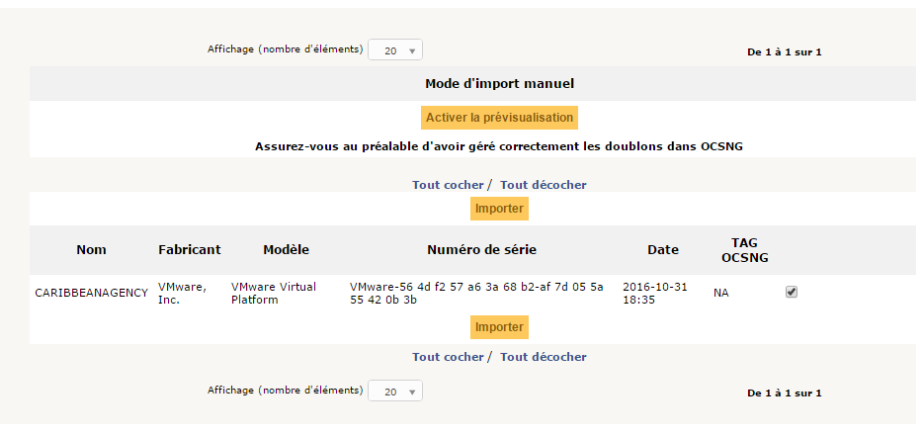 Affichage (nombre d'éléments) 20 De 1 à 1 sur 1
Mode d'import manuel
Activer la prévisualisation
Assurez-vous au préalable d'avoir géré correctement les doublons dans OCSNG
Tout cocher / Tout décocher
Importer
Nom Fabricant Modèle Numéro de série Date TAG OCSNG
CARIBBEANAGENCY VMware, Inc. VMware Virtual Platform VMware-56 4d f2 57 a6 3a 68 b2-af 7d 05 5a 55 42 0b 3b 2016-10-31 18:35 NA
Importer
Tout cocher / Tout décocher
Affichage (nombre d'éléments) 20 De 1 à 1 sur 1